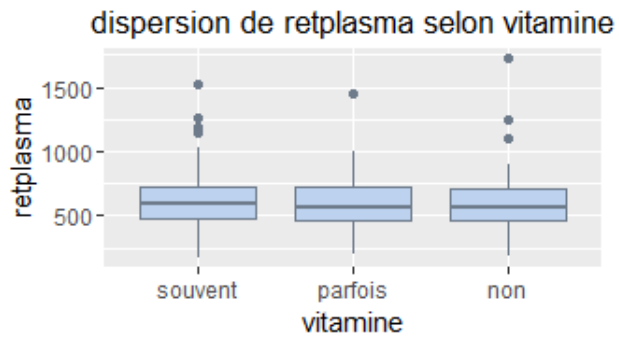 dispersion de retplasma selon vitamine
retplasma
1500
1000
500
souvent parfois non
vitamine